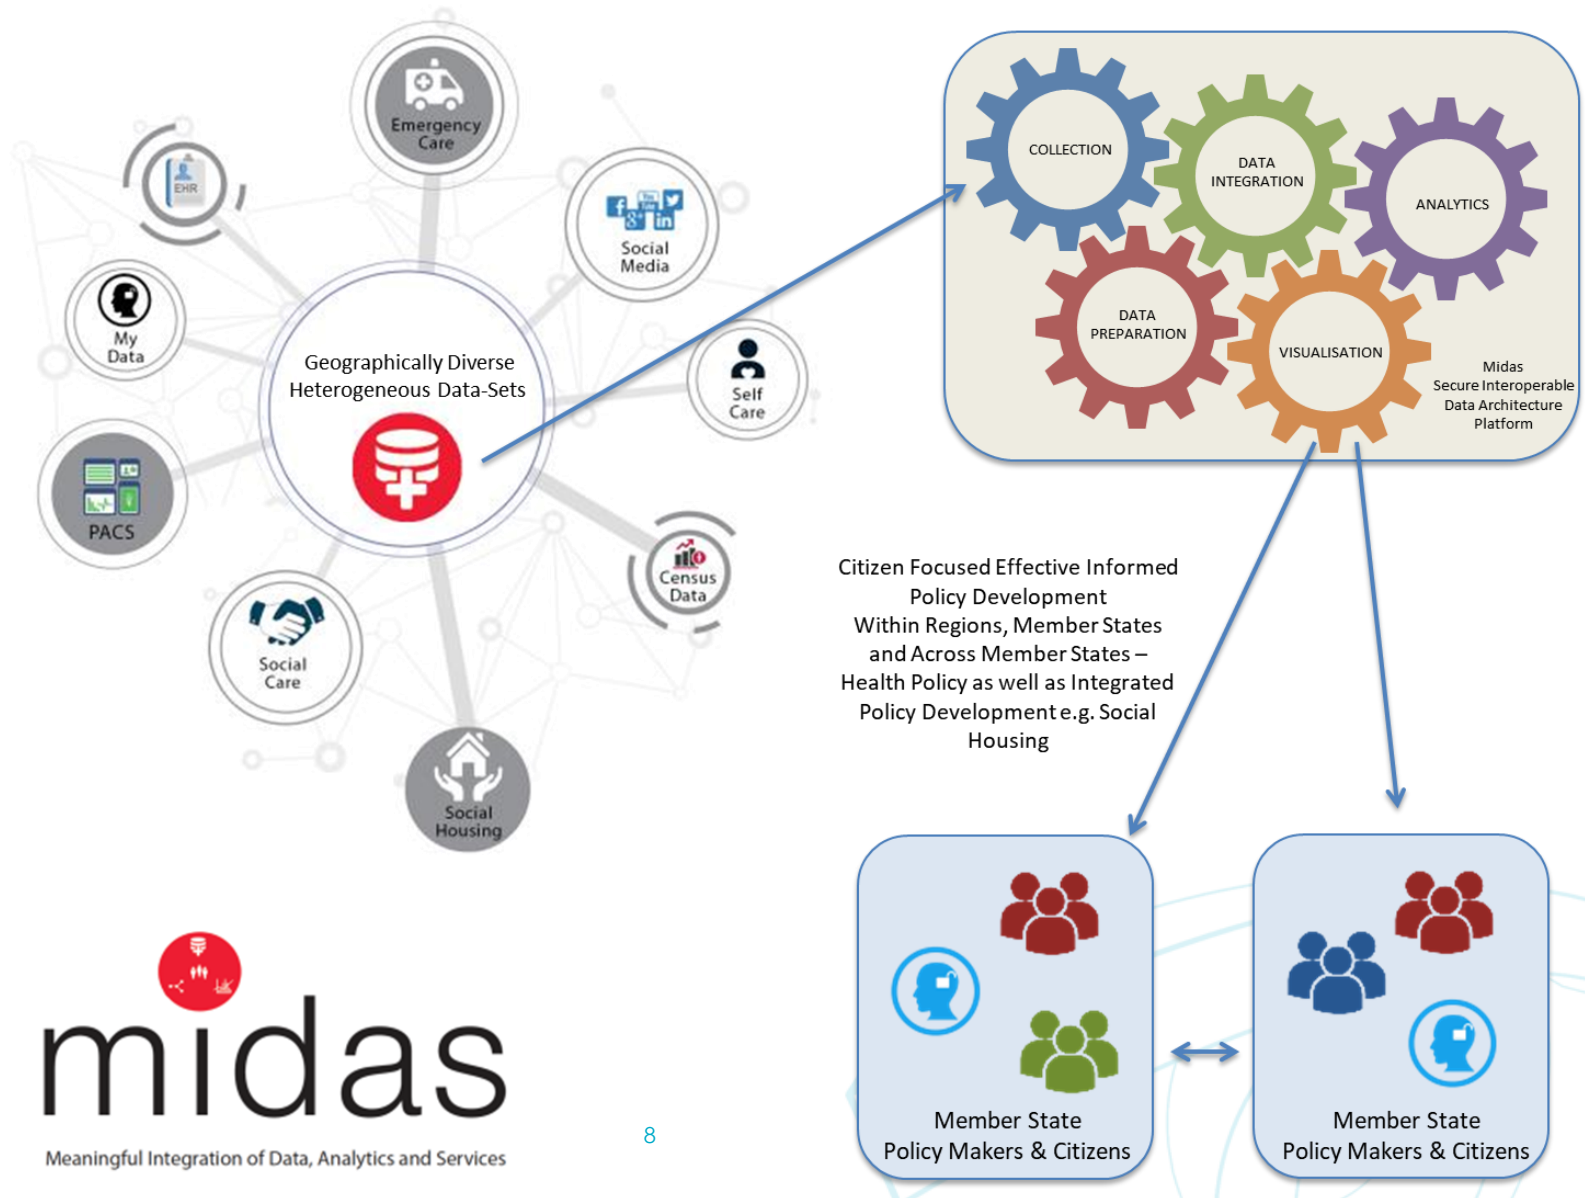 Emergency
Care
EHR
Social
Media
My
Data
Geographically Diverse
Heterogeneous Data-Sets
Self
Care
PACS
Census
Data
Social
Care
Social
Housing
COLLECTION
DATA
INTEGRATION
ANALYTICS
DATA
PREPARATION
VISUALISATION
Midas
Secure Interoperable
Data Architecture
Platform
Citizen Focused Effective Informed
Policy Development
Within Regions, Member States
and Across Member States –
Health Policy as well as Integrated
Policy Development e.g. Social
Housing
Member State
Policy Makers & Citizens
Member State
Policy Makers & Citizens
midas
Meaningful Integration of Data, Analytics and Services
8